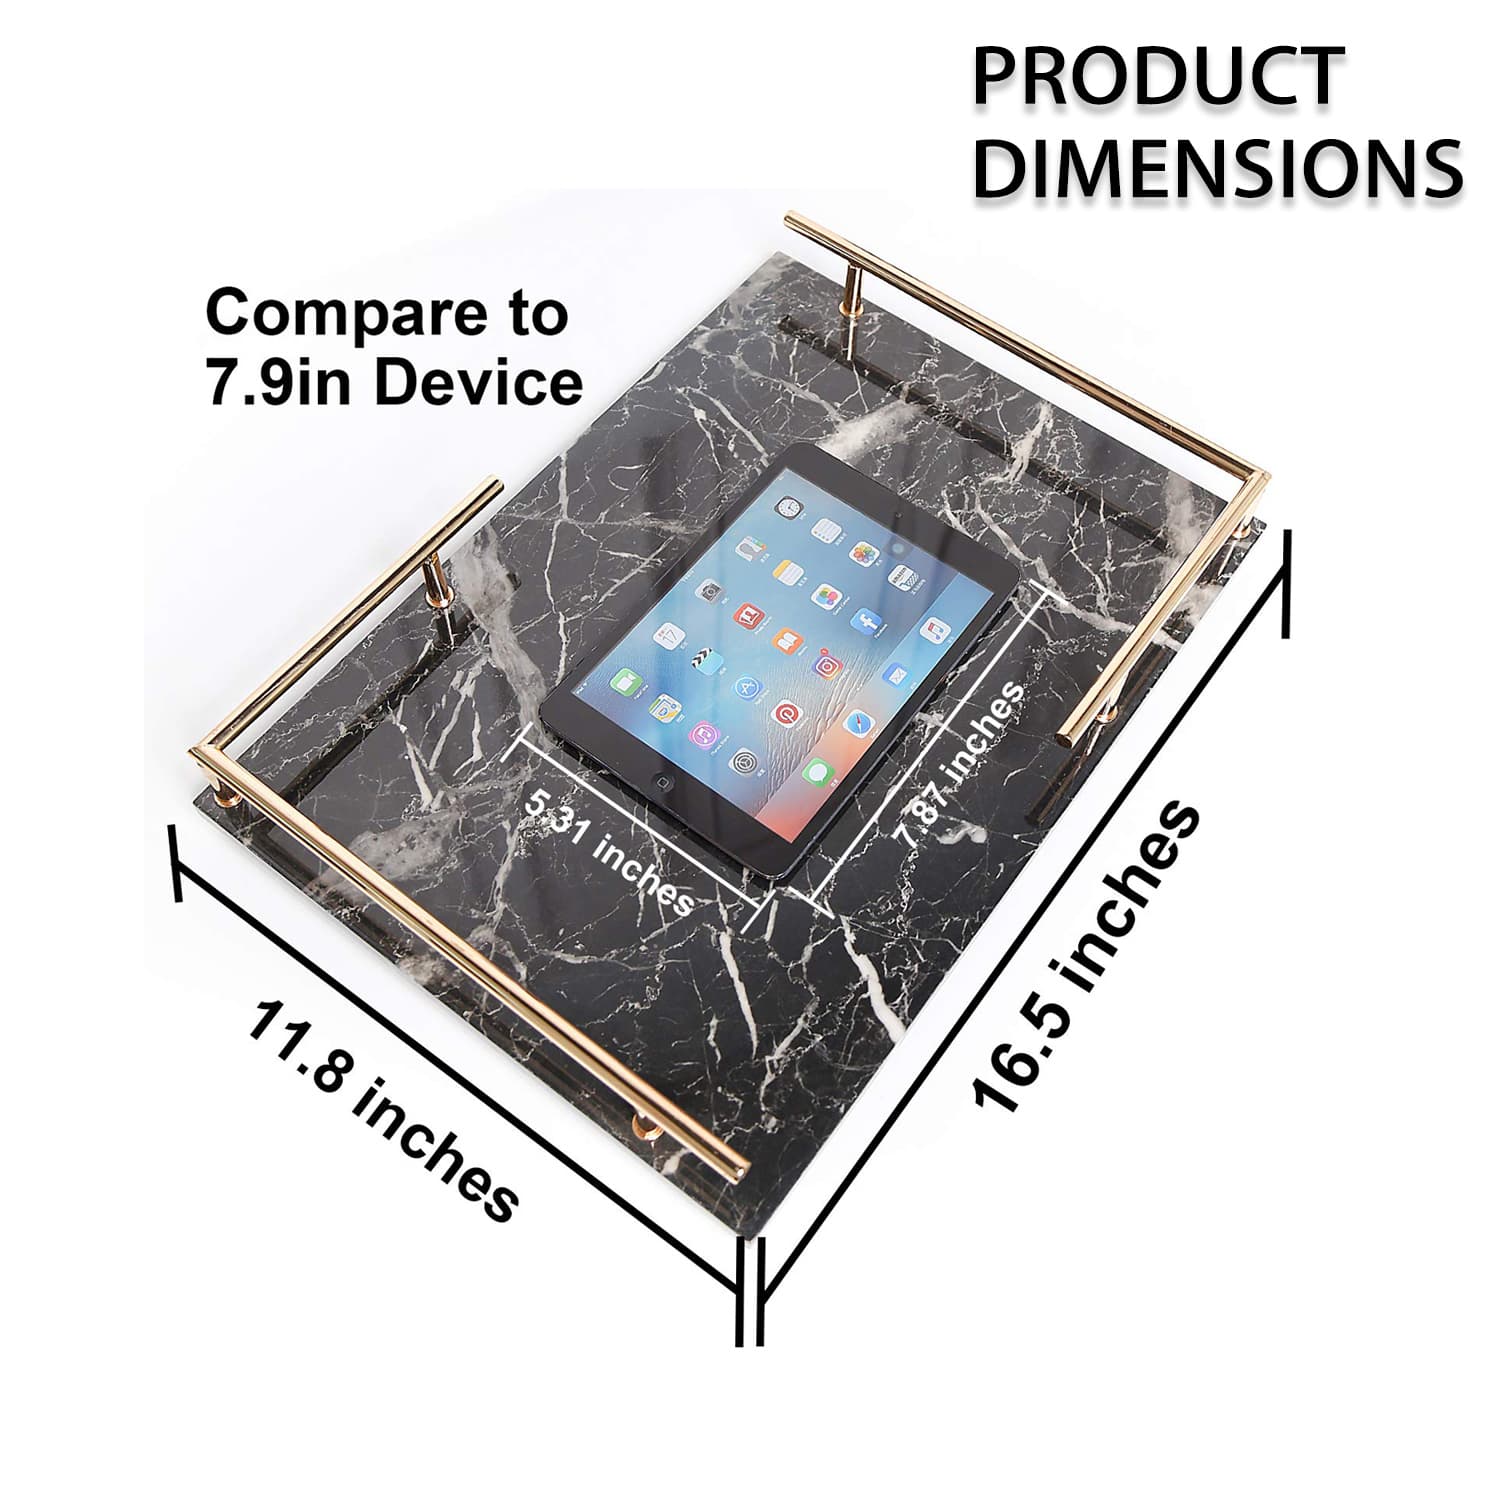 PRODUCT
DIMENSIONS
Compare to
7.9in Device
5.31 inches
7.87 inches
11.8 inches
16.5 inches
17